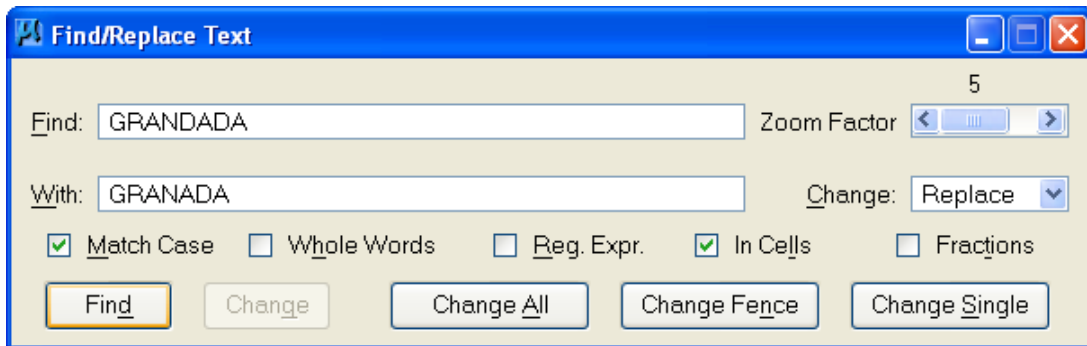 Find/Replace Text
5
Find: GRANDADA Zoom Factor
With: GRANADA Change: Replace
Match Case Whole Words Reg. Expr. In Cells Fractions
Find Change Change All Change Fence Change Single